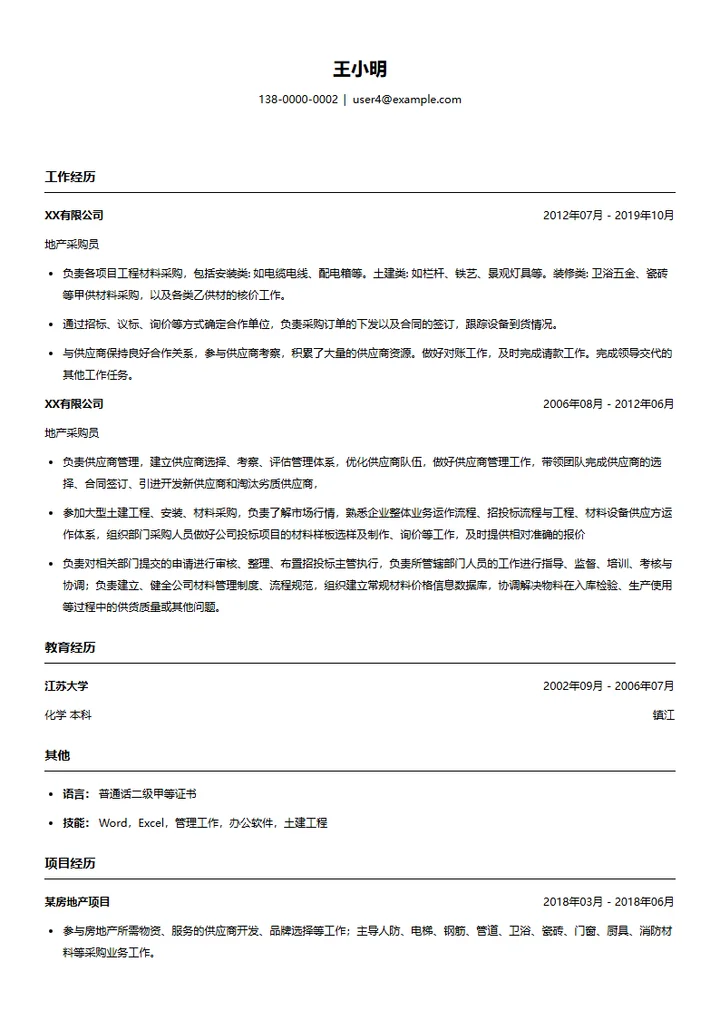 王小明
138-0000-0002 | user4@example.com
工作经历
XX有限公司 2012年07月 - 2019年10月
地产采购员
• 负责各项目工程材料采购，包括安装类: 如电缆电线、配电箱等。土建类: 如栏杆、铁艺、景观灯具等。装修类: 卫浴五金、瓷砖
等甲供材料采购，以及各类乙供材的核价工作。
• 通过招标、议标、询价等方式确定合作单位，负责采购订单的下发以及合同的签订，跟踪设备到货情况。
• 与供应商保持良好合作关系，参与供应商考察，积累了大量的供应商资源。做好对账工作，及时完成请款工作。完成领导交代的
其他工作任务。
XX有限公司 2006年08月 - 2012年06月
地产采购员
• 负责供应商管理，建立供应商选择、考察、评估管理体系，优化供应商队伍，做好供应商管理工作，带领团队完成供应商的选
择、合同签订、引进开发新供应商和淘汰劣质供应商，
• 参加大型土建工程、安装、材料采购，负责了解市场行情，熟悉企业整体业务运作流程、招投标流程与工程、材料设备供应方运
作体系，组织部门采购人员做好公司投标项目的材料样板选样及制作、询价等工作，及时提供相对准确的报价
• 负责对相关部门提交的申请进行审核、整理、布置招投标主管执行，负责所管辖部门人员的工作进行指导、监督、培训、考核与
协调；负责建立、健全公司材料管理制度、流程规范，组织建立常规材料价格信息数据库，协调解决物料在入库检验、生产使用
等过程中的供货质量或其他问题。
教育经历
江苏大学 2002年09月 - 2006年07月
化学 本科 镇江
其他
• 语言： 普通话二级甲等证书
• 技能： Word，Excel，管理工作，办公软件，土建工程
项目经历
某房地产项目 2018年03月 - 2018年06月
• 参与房地产所需物资、服务的供应商开发、品牌选择等工作；主导人防、电梯、钢筋、管道、卫浴、瓷砖、门窗、厨具、消防材
料等采购业务工作。